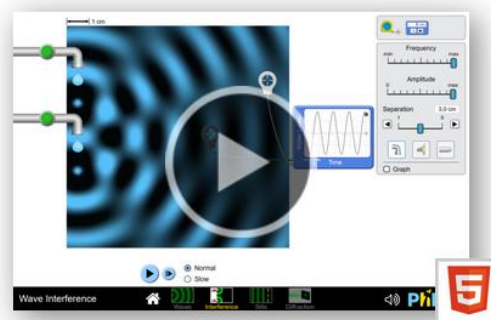 1 cm
Frequency
min max
Amplitude
0 max
Separation 3.0 cm
1 5
Graph
Time
Normal
Slow
Wave Interference
Waves Interference Slits Diffraction
PhE
5